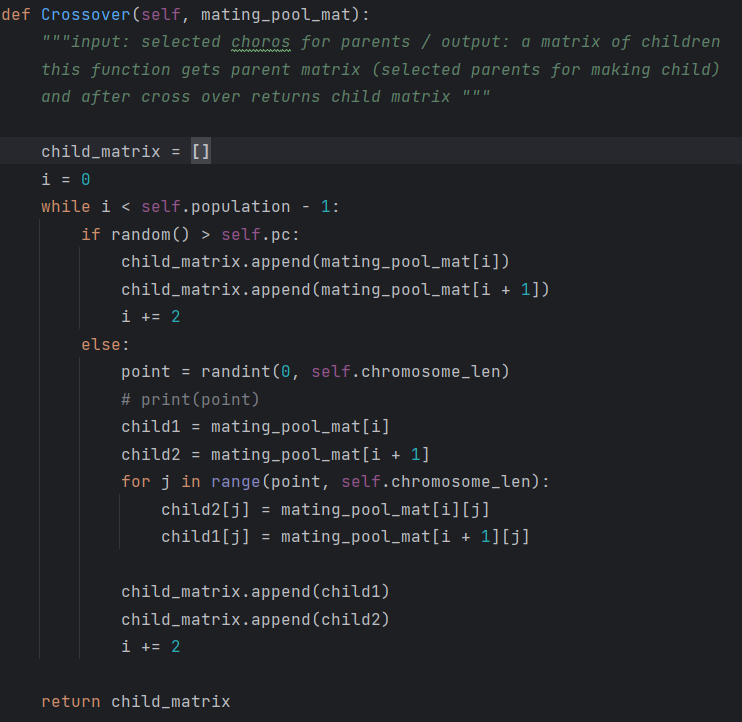 def Crossover(self, mating_pool_mat):
    """input: selected choros for parents / output: a matrix of children
    this function gets parent matrix (selected parents for making child)
    and after cross over returns child matrix """

    child_matrix = []
    i = 0
    while i < self.population - 1:
        if random() > self.pc:
            child_matrix.append(mating_pool_mat[i])
            child_matrix.append(mating_pool_mat[i + 1])
            i += 2
        else:
            point = randint(0, self.chromosome_len)
            # print(point)
            child1 = mating_pool_mat[i]
            child2 = mating_pool_mat[i + 1]
            for j in range(point, self.chromosome_len):
                child2[j] = mating_pool_mat[i][j]
                child1[j] = mating_pool_mat[i + 1][j]

            child_matrix.append(child1)
            child_matrix.append(child2)
            i += 2

    return child_matrix